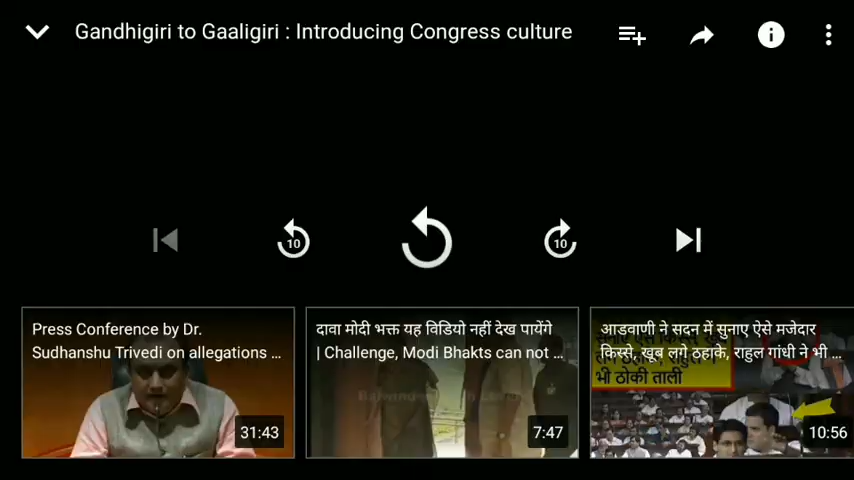 Gandhigiri to Gaaligiri : Introducing Congress culture
10
10
Press Conference by Dr.
Sudhanshu Trivedi on allegations ...
31:43
दावा मोदी भक्त यह विडियो नहीं देख पायेंगे
| Challenge, Modi Bhakts can not ...
7:47
आडवाणी ने सदन में सुनाए ऐसे मजेदार
किस्से, खूब लगे ठहाके, राहुल गांधी ने भी ...
भी ठोकी ताली
10:56